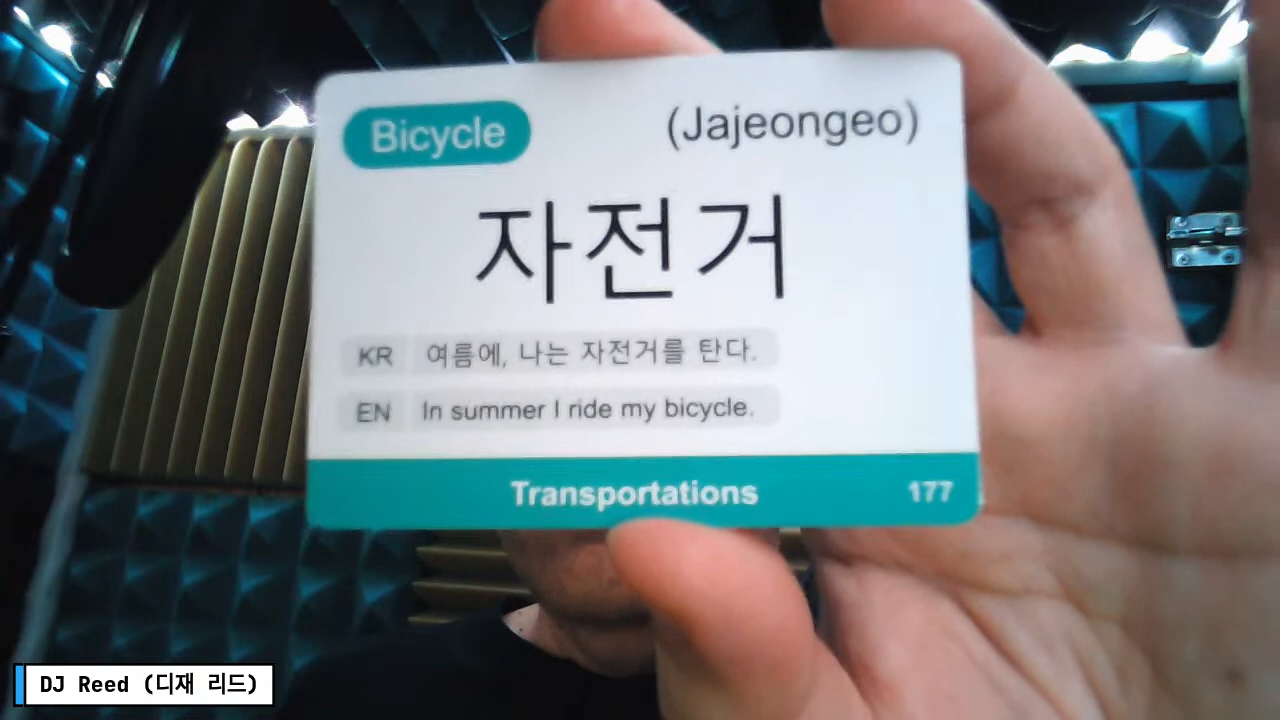 Bicycle (Jajeongeo)
자전거
KR 여름에, 나는 자전거를 탄다.
EN In summer I ride my bicycle.
Transportations 177
DJ Reed (디재 리드)